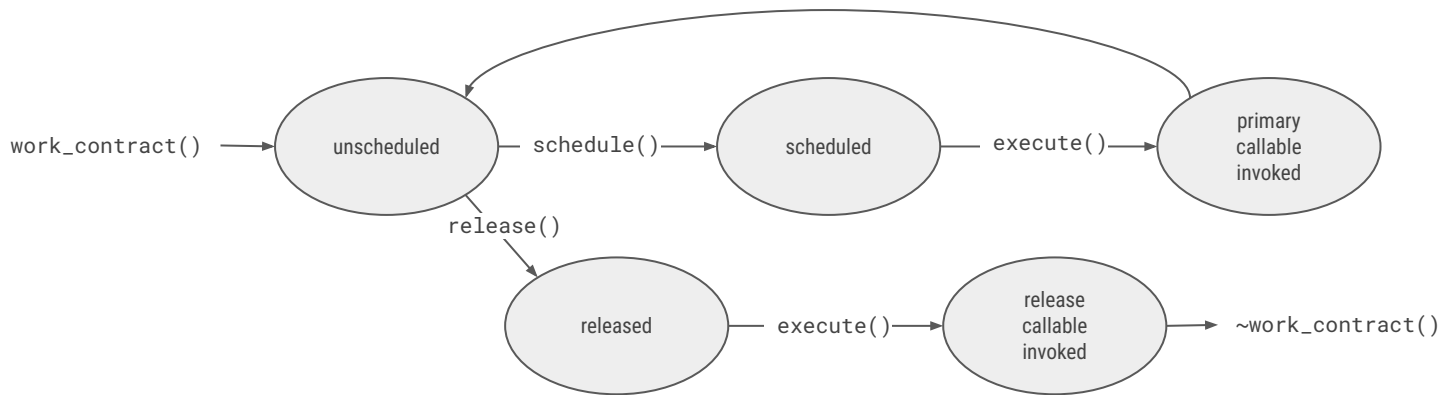 work_contract()
unscheduled
schedule()
scheduled
execute()
primary
callable
invoked
release()
released
execute()
release
callable
invoked
~work_contract()